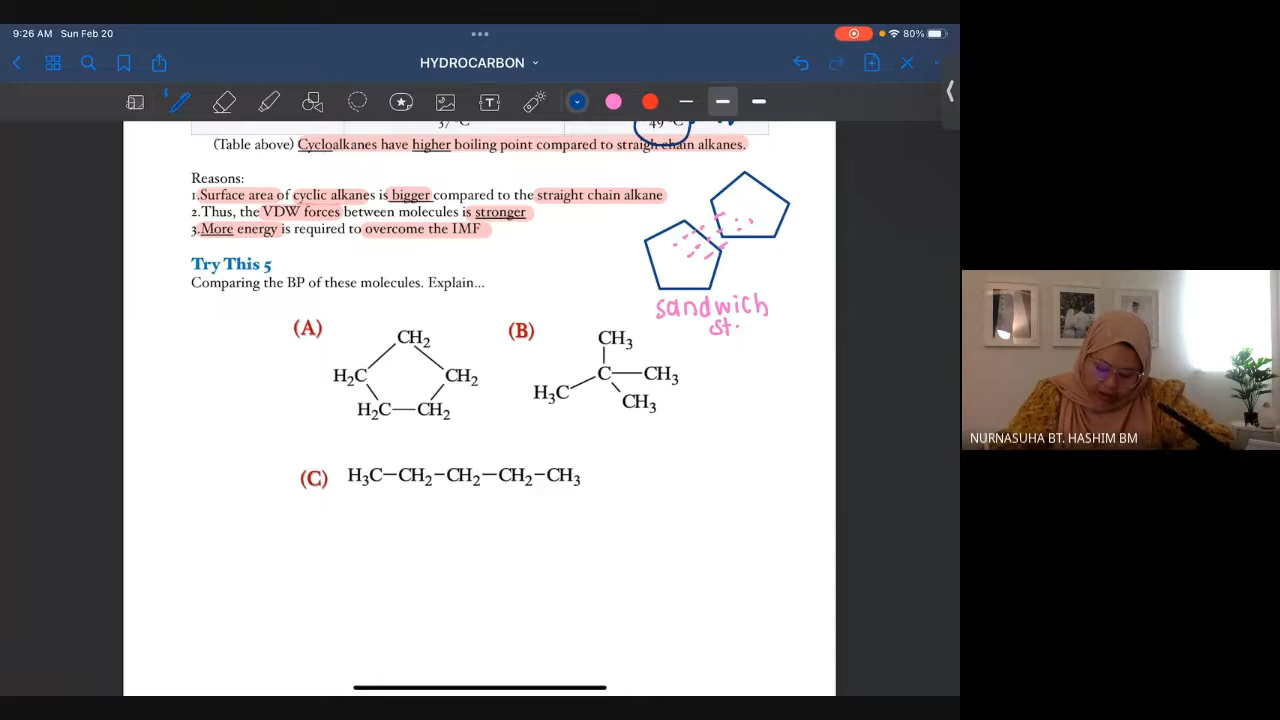 9:26 AM Sun Feb 20
80%
HYDROCARBON
37 °C 49 °C
(Table above) Cycloalkanes have higher boiling point compared to straigh chain alkanes.
Reasons:
1.Surface area of cyclic alkanes is bigger compared to the straight chain alkane
2.Thus, the VDW forces between molecules is stronger
3.More energy is required to overcome the IMF
Try This 5
Comparing the BP of these molecules. Explain...
sandwich
st.
(A)
CH2
H2C CH2
H2C—CH2
(B)
CH3
C—CH3
H3C
CH3
(C) H3C–CH2–CH2–CH2–CH3
NURNASUHA BT. HASHIM BM